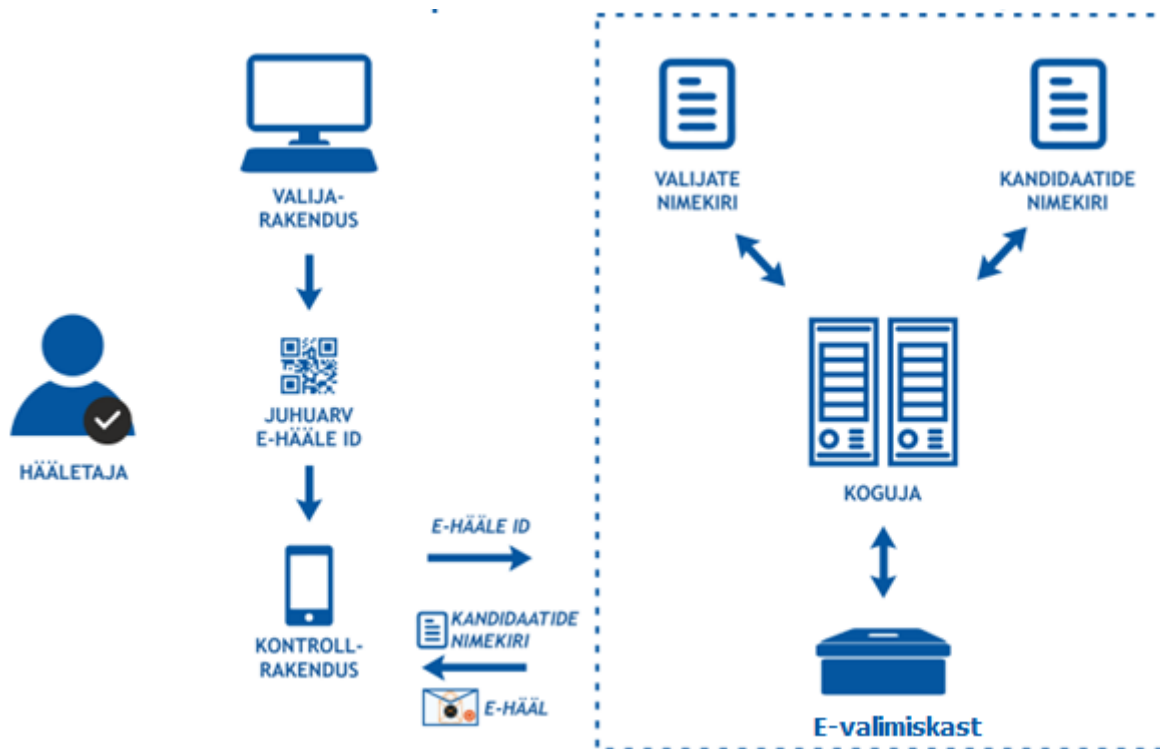 VALIJA-
RAKENDUS
JUHUARV
E-HÄÄLE ID
HÄÄLETAJA
KONTROLL-
RAKENDUS
E-HÄÄLE ID
KANDIDAATIDE
NIMEKIRI
E-HÄÄL
VALIJATE
NIMEKIRI
KANDIDAATIDE
NIMEKIRI
KOGUJA
E-valimiskast